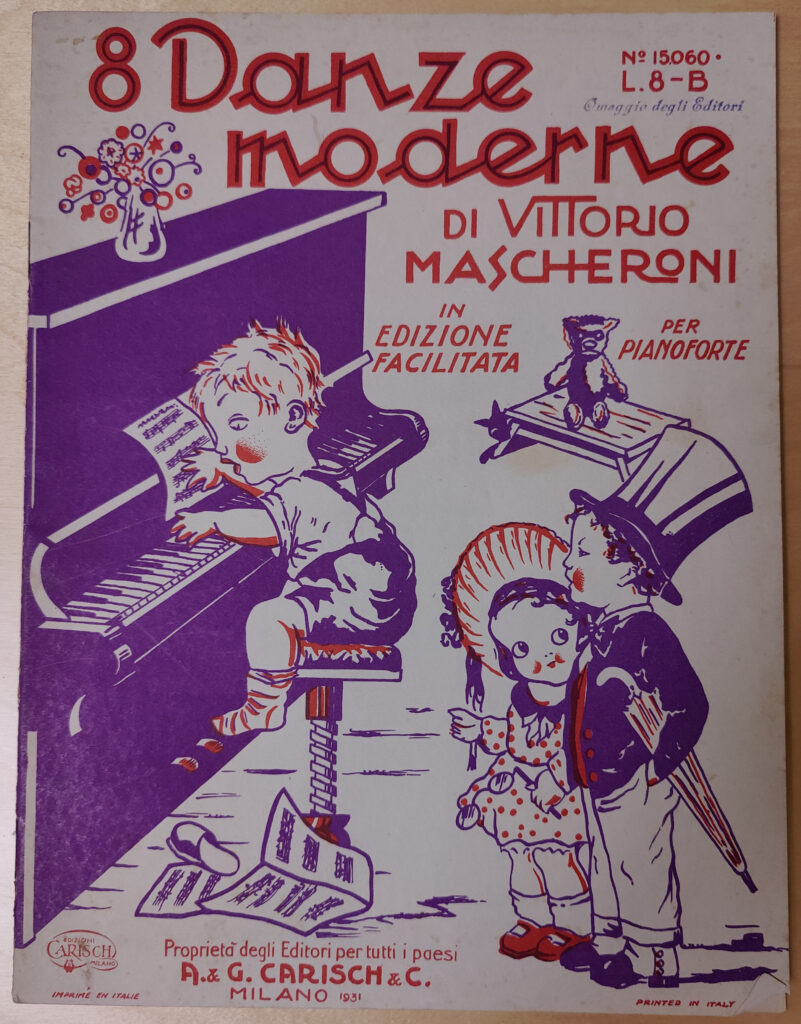 8 Danze
moderne
Nº 15060·
L. 8-B
Omaggio degli Editori
DI VITTORIO
MASCHERONI
IN
EDIZIONE
FACILITATA
PER
PIANOFORTE
EDIZIONI
CARISCH
MILANO
Proprietà degli Editori per tutti i paesi
A. & G. CARISCH & C.
MILANO 1931
IMPRIMÉ EN ITALIE
PRINTED IN ITALY